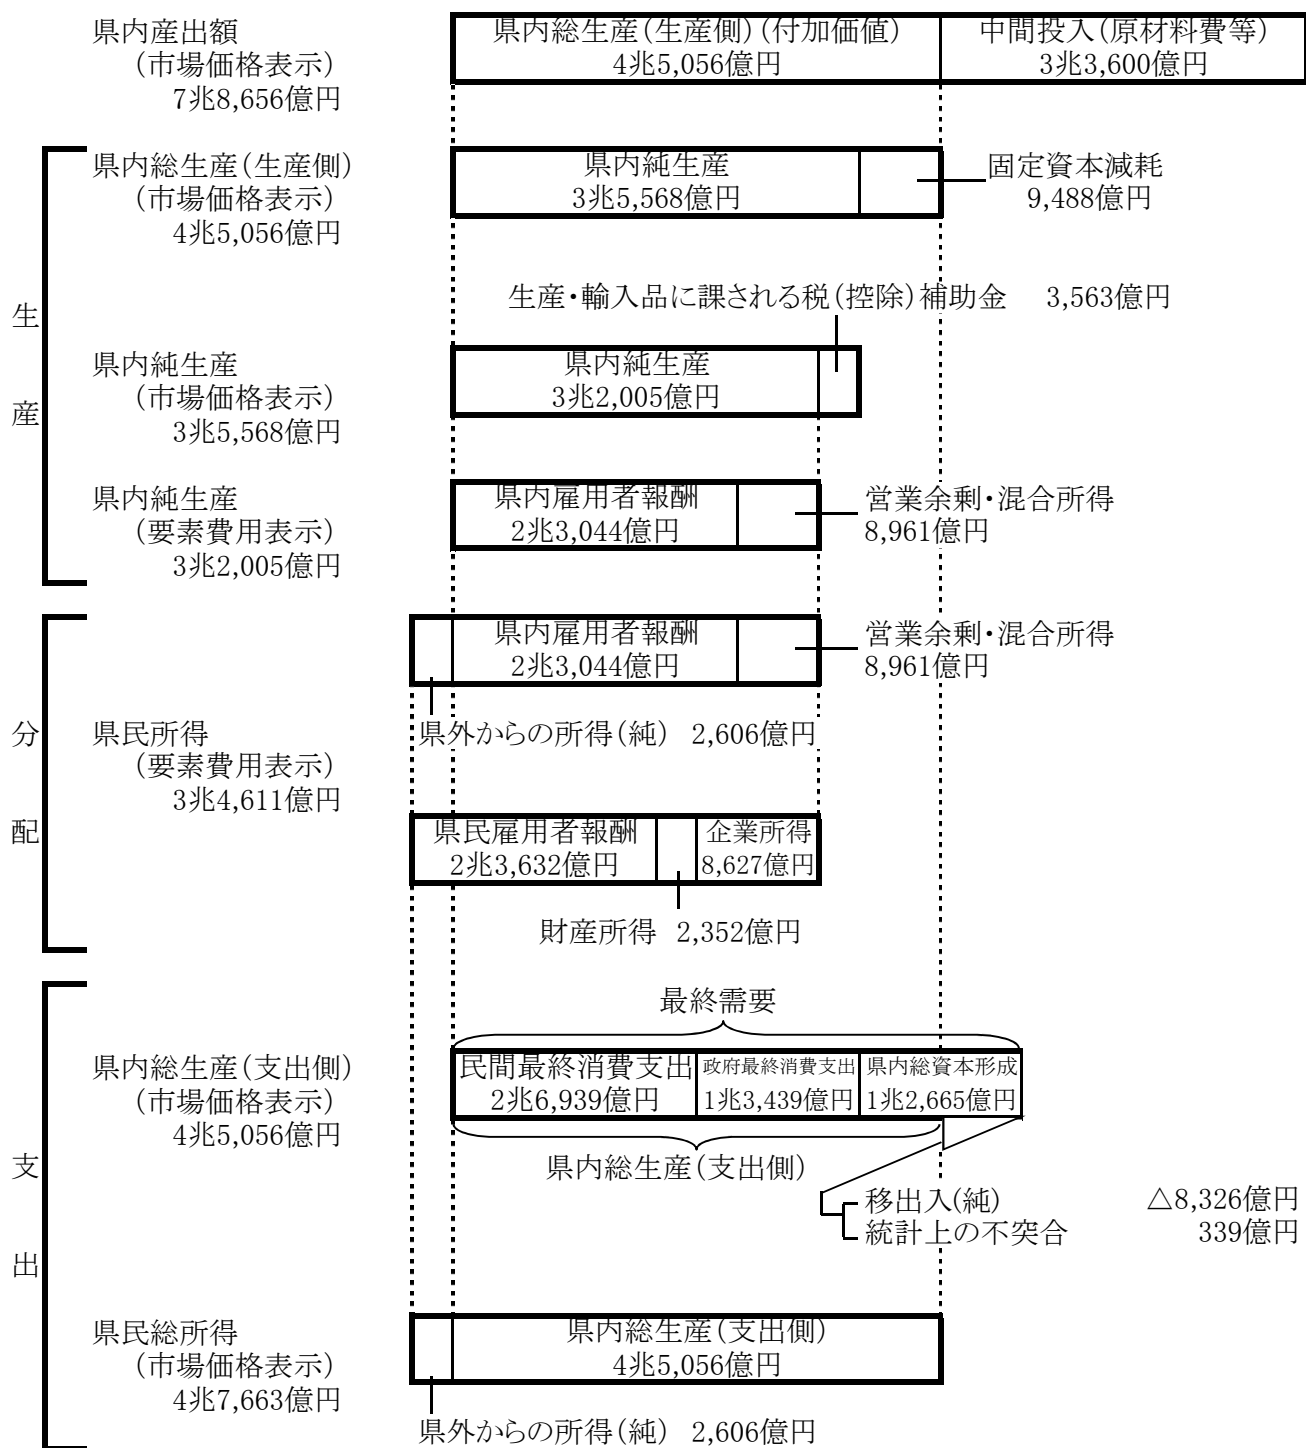 県内産出額
(市場価格表示)
7兆8,656億円
県内総生産(生産側)(付加価値)
4兆5,056億円
中間投入(原材料費等)
3兆3,600億円
生産
県内総生産(生産側)
(市場価格表示)
4兆5,056億円
県内純生産
3兆5,568億円
固定資本減耗
9,488億円
生産・輸入品に課される税(控除)補助金 3,563億円
県内純生産
(市場価格表示)
3兆5,568億円
県内純生産
3兆2,005億円
県内純生産
(要素費用表示)
3兆2,005億円
県内雇用者報酬
2兆3,044億円
営業余剰・混合所得
8,961億円
分配
県内雇用者報酬
2兆3,044億円
営業余剰・混合所得
8,961億円
県外からの所得(純) 2,606億円
県民所得
(要素費用表示)
3兆4,611億円
県民雇用者報酬
2兆3,632億円
企業所得
8,627億円
財産所得 2,352億円
支出
最終需要
県内総生産(支出側)
(市場価格表示)
4兆5,056億円
民間最終消費支出
2兆6,939億円
政府最終消費支出
1兆3,439億円
県内総資本形成
1兆2,665億円
県内総生産(支出側)
移出入(純) △8,326億円
統計上の不突合 339億円
県民総所得
(市場価格表示)
4兆7,663億円
県内総生産(支出側)
4兆5,056億円
県外からの所得(純) 2,606億円